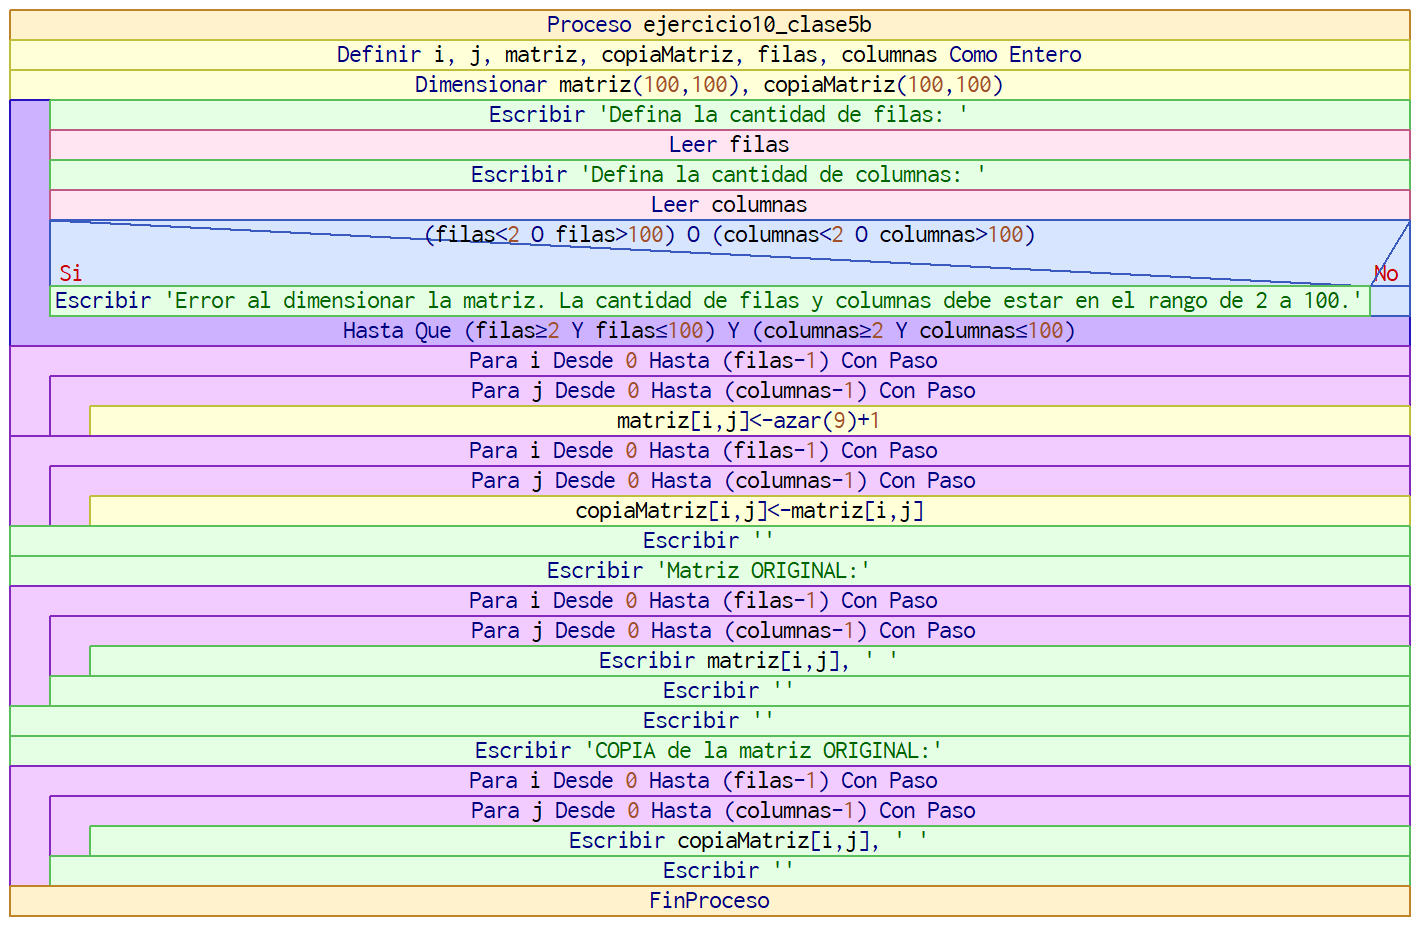 Proceso ejercicio10_clase5b
Definir i, j, matriz, copiaMatriz, filas, columnas Como Entero
Dimensionar matriz(100,100), copiaMatriz(100,100)
Escribir 'Defina la cantidad de filas: '
Leer filas
Escribir 'Defina la cantidad de columnas: '
Leer columnas
(filas<2 O filas>100) O (columnas<2 O columnas>100)
Si No
Escribir 'Error al dimensionar la matriz. La cantidad de filas y columnas debe estar en el rango de 2 a 100.'
Hasta Que (filas≥2 Y filas≤100) Y (columnas≥2 Y columnas≤100)
Para i Desde 0 Hasta (filas-1) Con Paso
Para j Desde 0 Hasta (columnas-1) Con Paso
matriz[i,j]<-azar(9)+1
Para i Desde 0 Hasta (filas-1) Con Paso
Para j Desde 0 Hasta (columnas-1) Con Paso
copiaMatriz[i,j]<-matriz[i,j]
Escribir ''
Escribir 'Matriz ORIGINAL:'
Para i Desde 0 Hasta (filas-1) Con Paso
Para j Desde 0 Hasta (columnas-1) Con Paso
Escribir matriz[i,j], ' '
Escribir ''
Escribir ''
Escribir 'COPIA de la matriz ORIGINAL:'
Para i Desde 0 Hasta (filas-1) Con Paso
Para j Desde 0 Hasta (columnas-1) Con Paso
Escribir copiaMatriz[i,j], ' '
Escribir ''
FinProceso